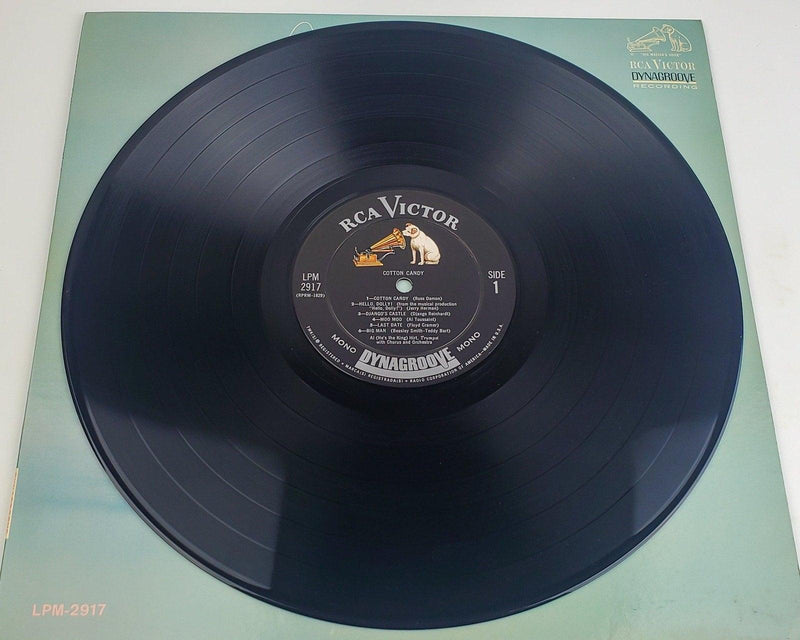 "HIS MASTER'S VOICE"
RCA VICTOR
DYNAGROOVE
RECORDING
RCA VICTOR
COTTON CANDY
LPM
2917
(RPRM-1829)
SIDE
1
1—COTTON CANDY (Russ Damon)
2—HELLO, DOLLY! (from the musical production
"Hello, Dolly!") (Jerry Herman)
3—DJANGO'S CASTLE (Django Reinhardt)
4—MOO MOO (Al Toussaint)
5—LAST DATE (Floyd Cramer)
6—BIG MAN (Beasley Smith-Teddy Bart)
Al (He's the King) Hirt, Trumpet
with Chorus and Orchestra
MONO
DYNAGROOVE
MONO
TMK(S) ® REGISTERED • MARCA(S) REGISTRADA(S) • RADIO CORPORATION OF AMERICA—MADE IN U.S.A.
LPM-2917